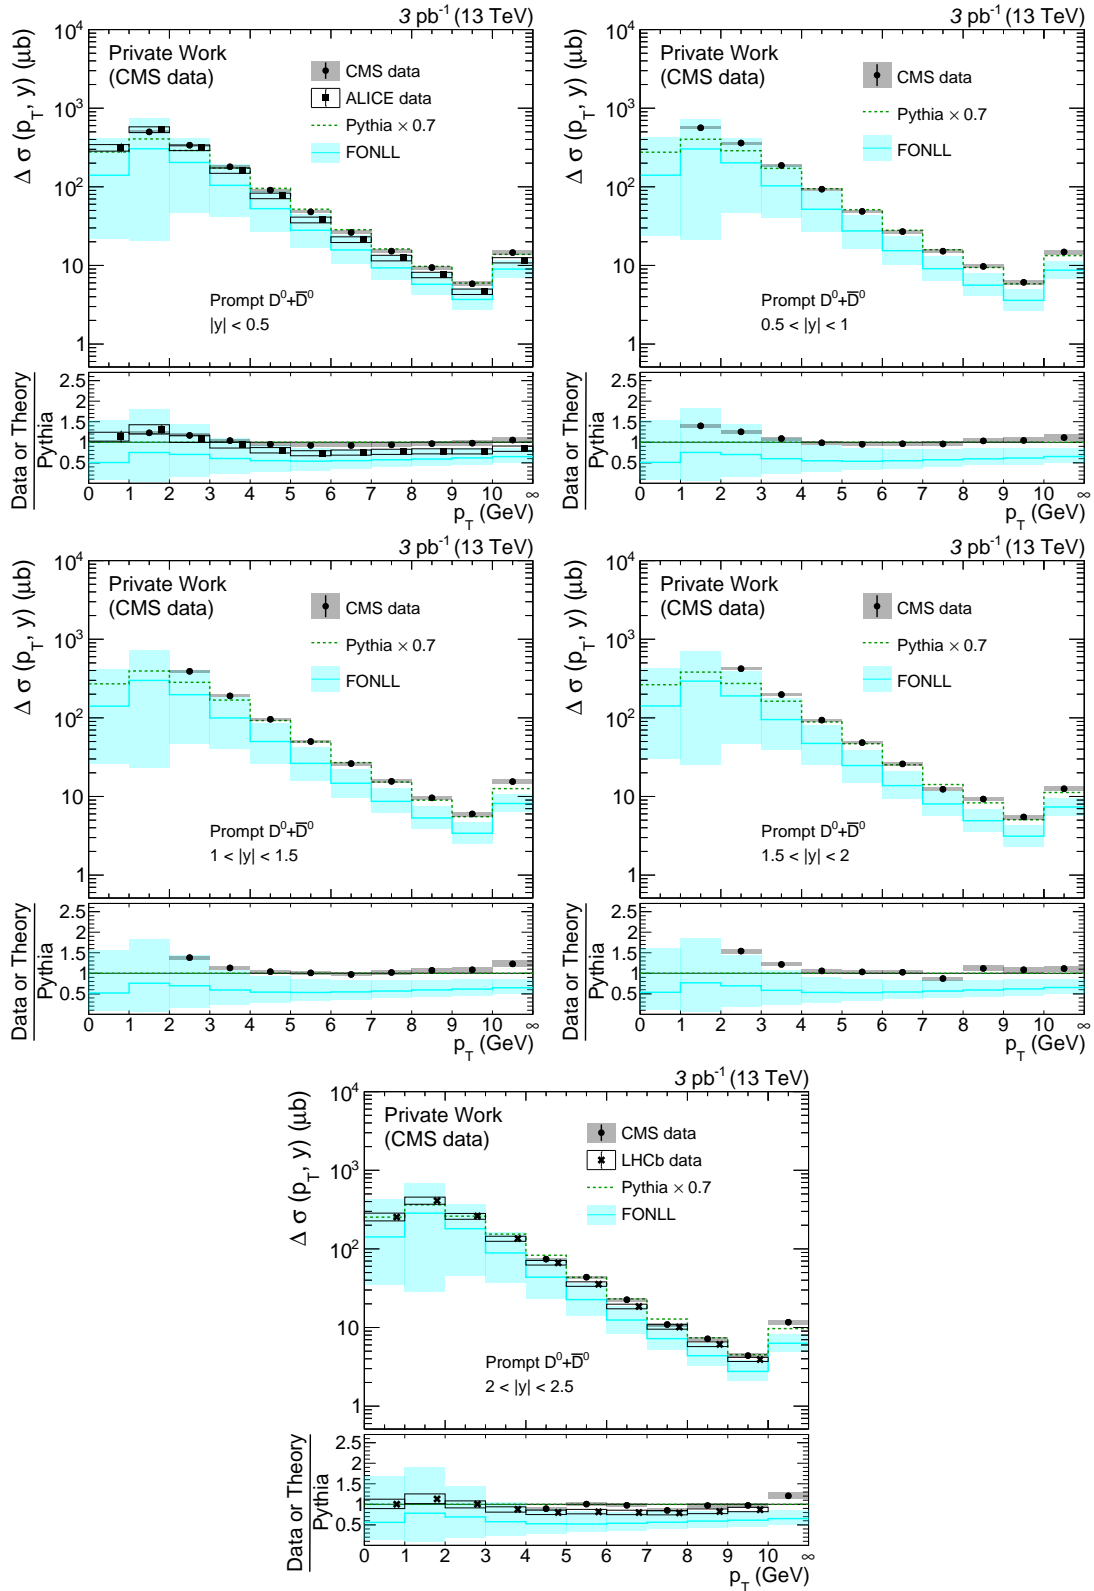 3 pb⁻¹ (13 TeV)
Private Work
(CMS data)
CMS data
ALICE data
Pythia × 0.7
FONLL
Δ σ (p_T, y) (μb)
10⁴
10³
10²
10
1
Prompt D⁰+D̅⁰
|y| < 0.5
Data or Theory
Pythia
2.5
2
1.5
1
0.5
0 1 2 3 4 5 6 7 8 9 10 ∞
p_T (GeV)
3 pb⁻¹ (13 TeV)
Private Work
(CMS data)
CMS data
Pythia × 0.7
FONLL
Δ σ (p_T, y) (μb)
10⁴
10³
10²
10
1
Prompt D⁰+D̅⁰
0.5 < |y| < 1
Data or Theory
Pythia
2.5
2
1.5
1
0.5
0 1 2 3 4 5 6 7 8 9 10 ∞
p_T (GeV)
3 pb⁻¹ (13 TeV)
Private Work
(CMS data)
CMS data
Pythia × 0.7
FONLL
Δ σ (p_T, y) (μb)
10⁴
10³
10²
10
1
Prompt D⁰+D̅⁰
1 < |y| < 1.5
Data or Theory
Pythia
2.5
2
1.5
1
0.5
0 1 2 3 4 5 6 7 8 9 10 ∞
p_T (GeV)
3 pb⁻¹ (13 TeV)
Private Work
(CMS data)
CMS data
Pythia × 0.7
FONLL
Δ σ (p_T, y) (μb)
10⁴
10³
10²
10
1
Prompt D⁰+D̅⁰
1.5 < |y| < 2
Data or Theory
Pythia
2.5
2
1.5
1
0.5
0 1 2 3 4 5 6 7 8 9 10 ∞
p_T (GeV)
3 pb⁻¹ (13 TeV)
Private Work
(CMS data)
CMS data
LHCb data
Pythia × 0.7
FONLL
Δ σ (p_T, y) (μb)
10⁴
10³
10²
10
1
Prompt D⁰+D̅⁰
2 < |y| < 2.5
Data or Theory
Pythia
2.5
2
1.5
1
0.5
0 1 2 3 4 5 6 7 8 9 10 ∞
p_T (GeV)